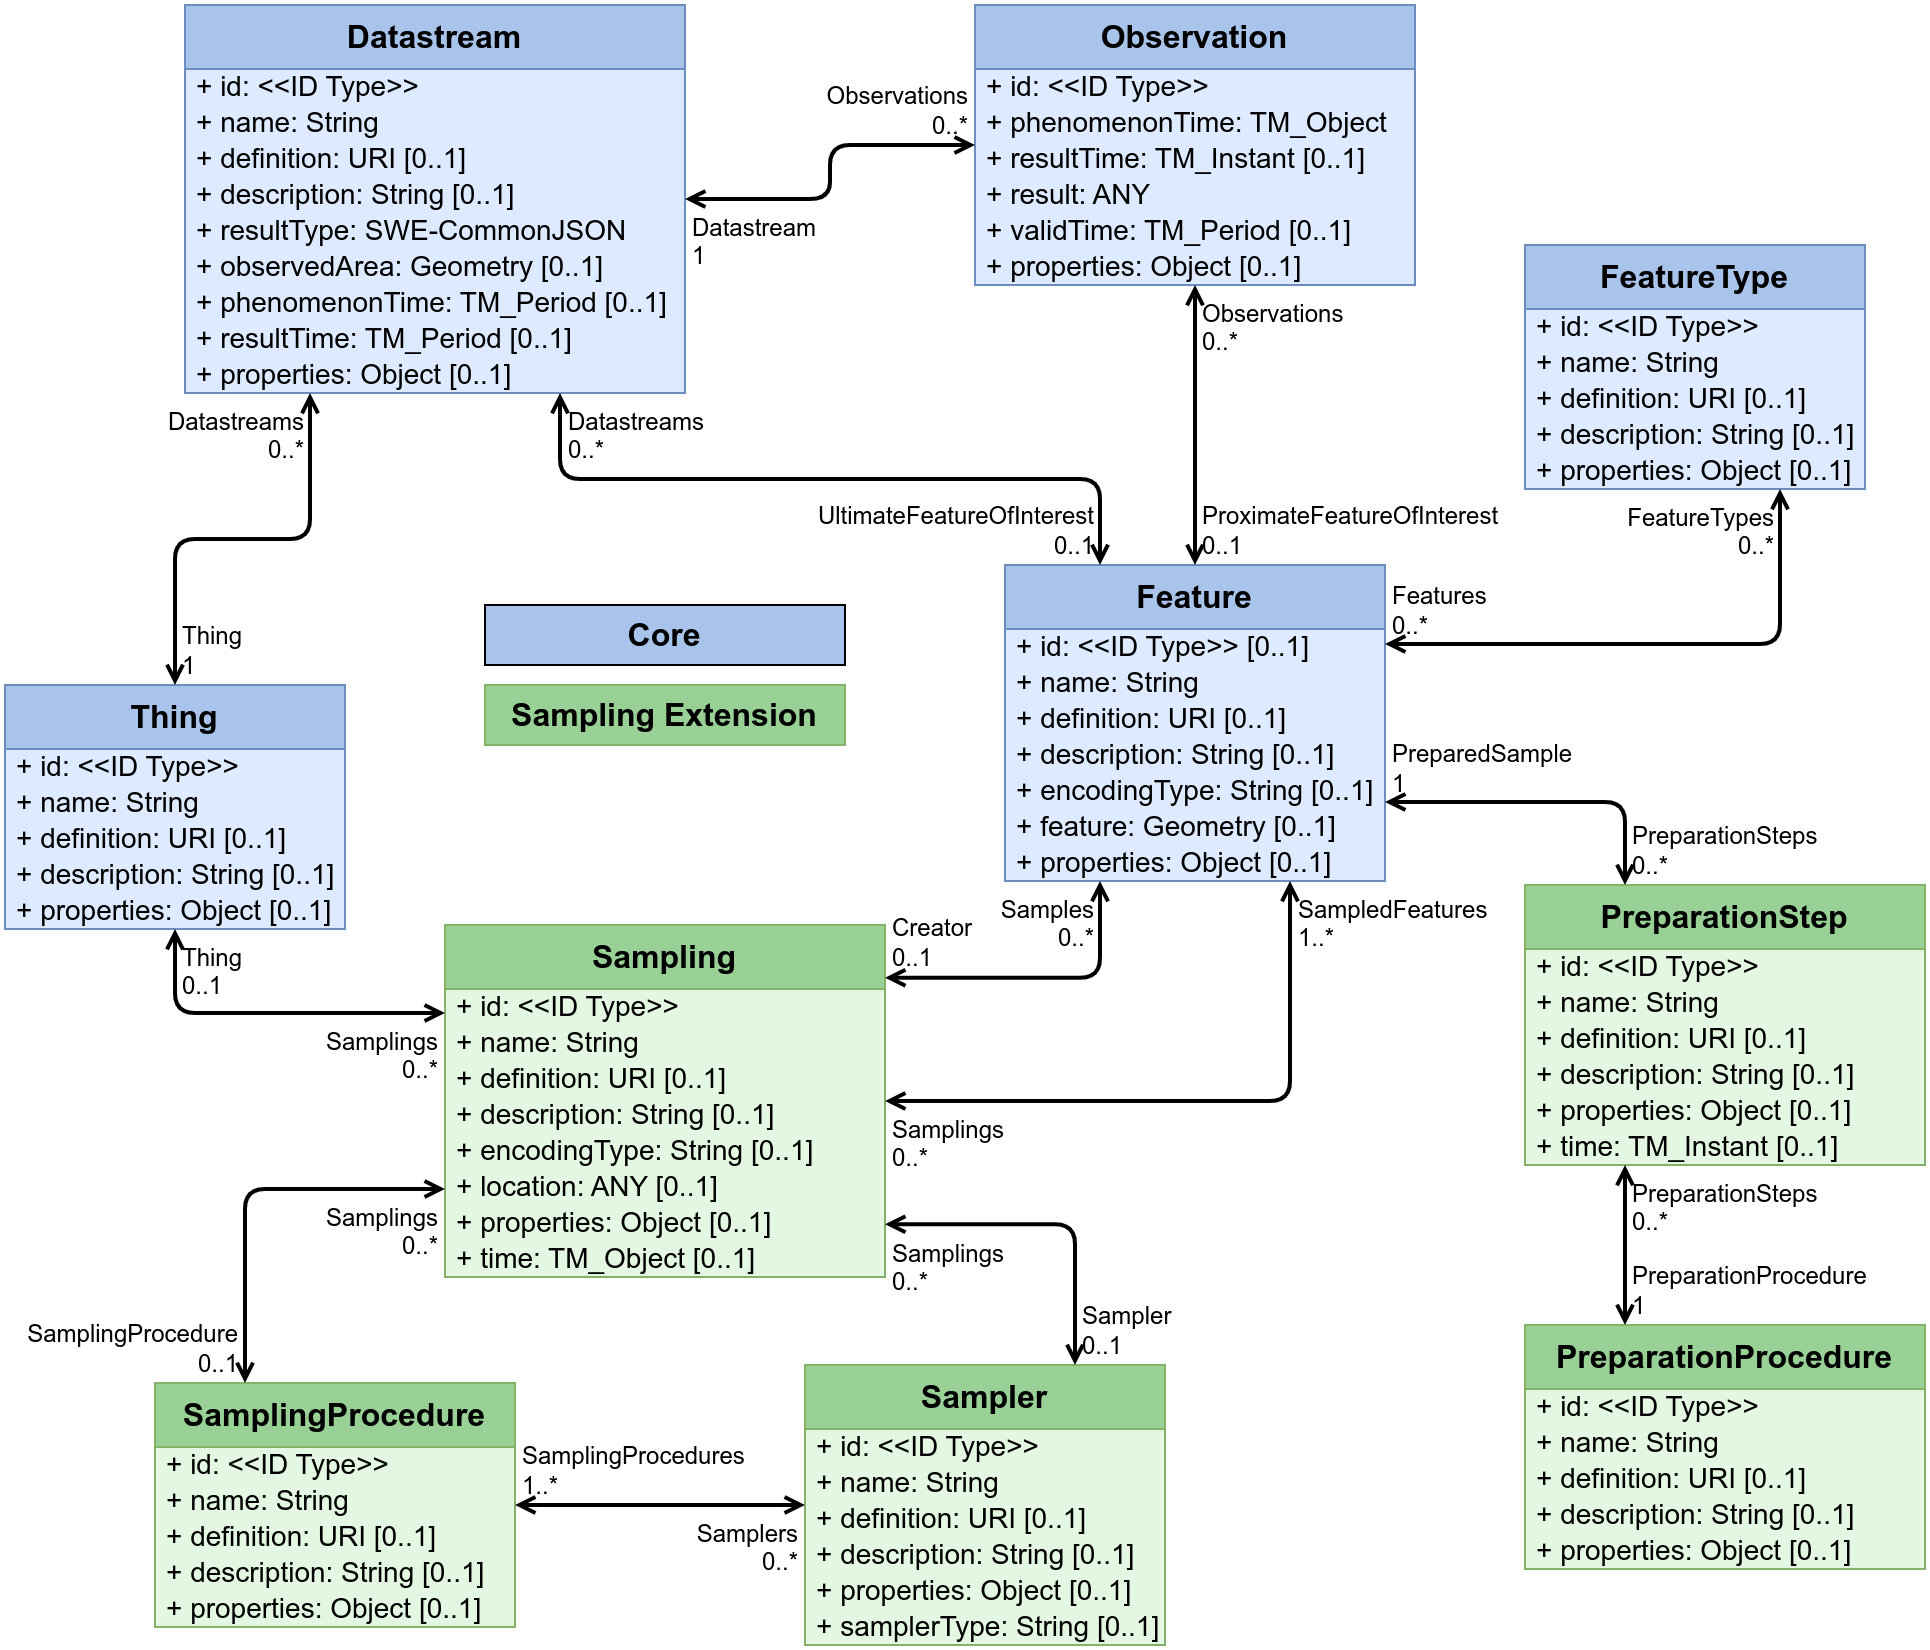 Datastream
+ id: <<ID Type>>
+ name: String
+ definition: URI [0..1]
+ description: String [0..1]
+ resultType: SWE-CommonJSON
+ observedArea: Geometry [0..1]
+ phenomenonTime: TM_Period [0..1]
+ resultTime: TM_Period [0..1]
+ properties: Object [0..1]
Observations
0..*
Datastream
1
Observation
+ id: <<ID Type>>
+ phenomenonTime: TM_Object
+ resultTime: TM_Instant [0..1]
+ result: ANY
+ validTime: TM_Period [0..1]
+ properties: Object [0..1]
FeatureType
+ id: <<ID Type>>
+ name: String
+ definition: URI [0..1]
+ description: String [0..1]
+ properties: Object [0..1]
Observations
0..*
Datastreams
0..*
Datastreams
0..*
UltimateFeatureOfInterest
0..1
ProximateFeatureOfInterest
0..1
FeatureTypes
0..*
Features
0..*
Thing
1
Core
Sampling Extension
Feature
+ id: <<ID Type>> [0..1]
+ name: String
+ definition: URI [0..1]
+ description: String [0..1]
+ encodingType: String [0..1]
+ feature: Geometry [0..1]
+ properties: Object [0..1]
Thing
+ id: <<ID Type>>
+ name: String
+ definition: URI [0..1]
+ description: String [0..1]
+ properties: Object [0..1]
PreparedSample
1
PreparationSteps
0..*
Thing
0..1
Samplings
0..*
Creator
0..1
Samples
0..*
SampledFeatures
1..*
Samplings
0..*
Sampling
+ id: <<ID Type>>
+ name: String
+ definition: URI [0..1]
+ description: String [0..1]
+ encodingType: String [0..1]
+ location: ANY [0..1]
+ properties: Object [0..1]
+ time: TM_Object [0..1]
PreparationStep
+ id: <<ID Type>>
+ name: String
+ definition: URI [0..1]
+ description: String [0..1]
+ properties: Object [0..1]
+ time: TM_Instant [0..1]
Samplings
0..*
SamplingProcedure
0..1
Samplings
0..*
Sampler
0..1
PreparationSteps
0..*
PreparationProcedure
1
SamplingProcedure
+ id: <<ID Type>>
+ name: String
+ definition: URI [0..1]
+ description: String [0..1]
+ properties: Object [0..1]
SamplingProcedures
1..*
Samplers
0..*
Sampler
+ id: <<ID Type>>
+ name: String
+ definition: URI [0..1]
+ description: String [0..1]
+ properties: Object [0..1]
+ samplerType: String [0..1]
PreparationProcedure
+ id: <<ID Type>>
+ name: String
+ definition: URI [0..1]
+ description: String [0..1]
+ properties: Object [0..1]